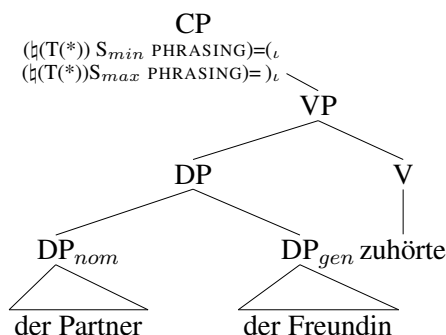 CP
(♮(T(*)) S_min PHRASING)=(ι
(♮(T(*))S_max PHRASING)= )ι
VP
DP V
DP_nom DP_gen zuhörte
der Partner der Freundin